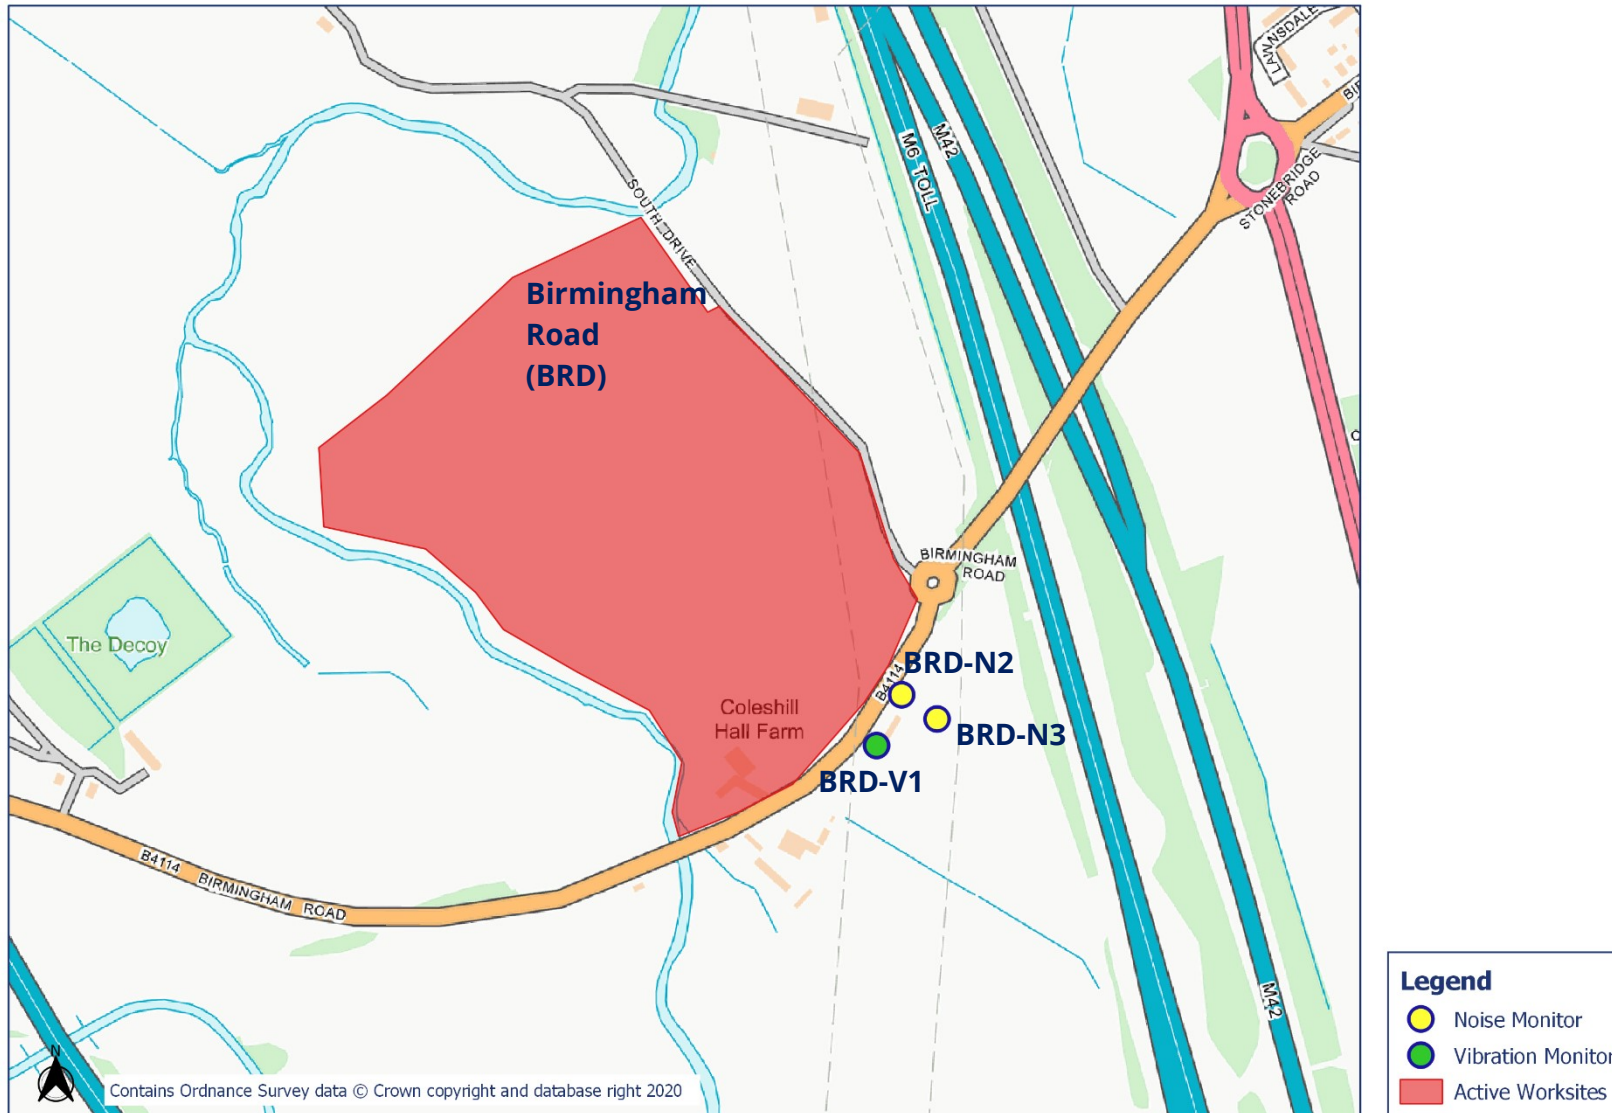 LAWNSDALE
M6 TOLL
M42
STONEBRIDGE
ROAD
SOUTH DRIVE
Birmingham
Road
(BRD)
BIRMINGHAM
ROAD
The Decoy
B4114
BRD-N2
Coleshill
Hall Farm
BRD-N3
BRD-V1
B4114 BIRMINGHAM ROAD
M42
N
Contains Ordnance Survey data © Crown copyright and database right 2020
Legend
Noise Monitor
Vibration Monitor
Active Worksites